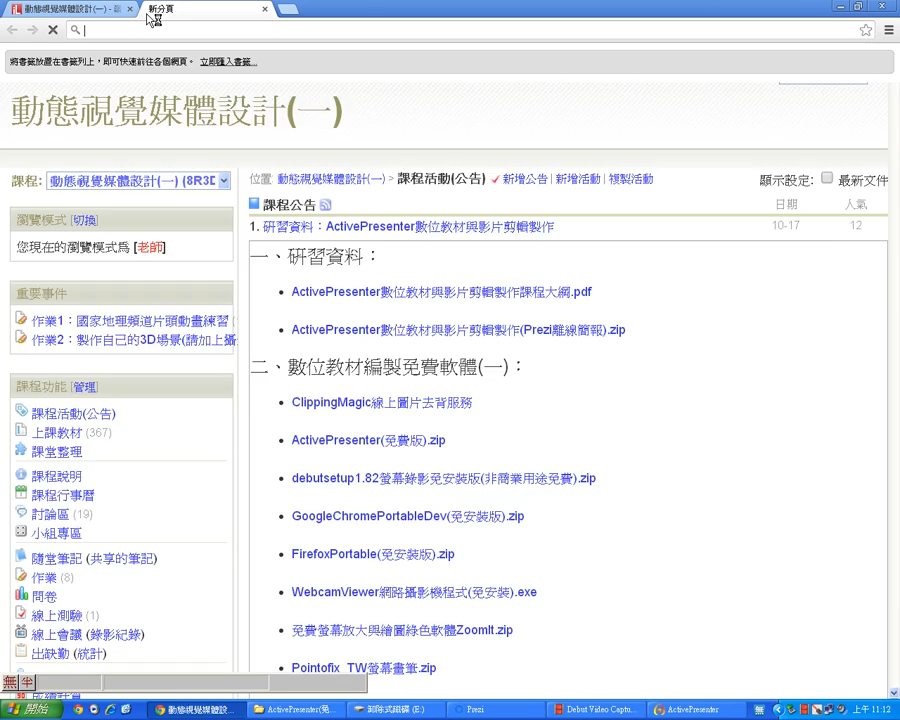 動態視覺媒體設計(一) -
新分頁
將書籤放置在書籤列上，即可快速前往各個網頁。 立即匯入書籤...
動態視覺媒體設計(一)
課程: 動態視覺媒體設計(一) (8R3D
位置: 動態視覺媒體設計(一) > 課程活動(公告) 新增公告 | 新增活動 | 複製活動
顯示設定: 最新文件
課程公告 日期 人氣
1. 研習資料：ActivePresenter數位教材與影片剪輯製作 10-17 12
瀏覽模式 [切換]
您現在的瀏覽模式為 [老師]
重要事件
作業1：國家地理頻道片頭動畫練習
作業2：製作自己的3D場景(請加上攝
課程功能 [管理]
課程活動(公告)
上課教材 (367)
課堂整理
課程說明
課程行事曆
討論區 (19)
小組專區
隨堂筆記 (共享的筆記)
作業 (8)
問卷
線上測驗 (1)
線上會議 (錄影紀錄)
出缺勤 (統計)
一、研習資料：
ActivePresenter數位教材與影片剪輯製作課程大綱.pdf
ActivePresenter數位教材與影片剪輯製作(Prezi離線簡報).zip
二、數位教材編製免費軟體(一)：
ClippingMagic線上圖片去背服務
ActivePresenter(免費版).zip
debutsetup1.82螢幕錄影免安裝版(非商業用途免費).zip
GoogleChromePortableDev(免安裝版).zip
FirefoxPortable(免安裝版).zip
WebcamViewer網路攝影機程式(免安裝).exe
免費螢幕放大與繪圖綠色軟體ZoomIt.zip
Pointofix_TW螢幕畫筆.zip
無 半
開始 動態視覺媒體設... ActivePresenter(免... 卸除式磁碟 (E:) Prezi Debut Video Captu... ActivePresenter 無 上午 11:12